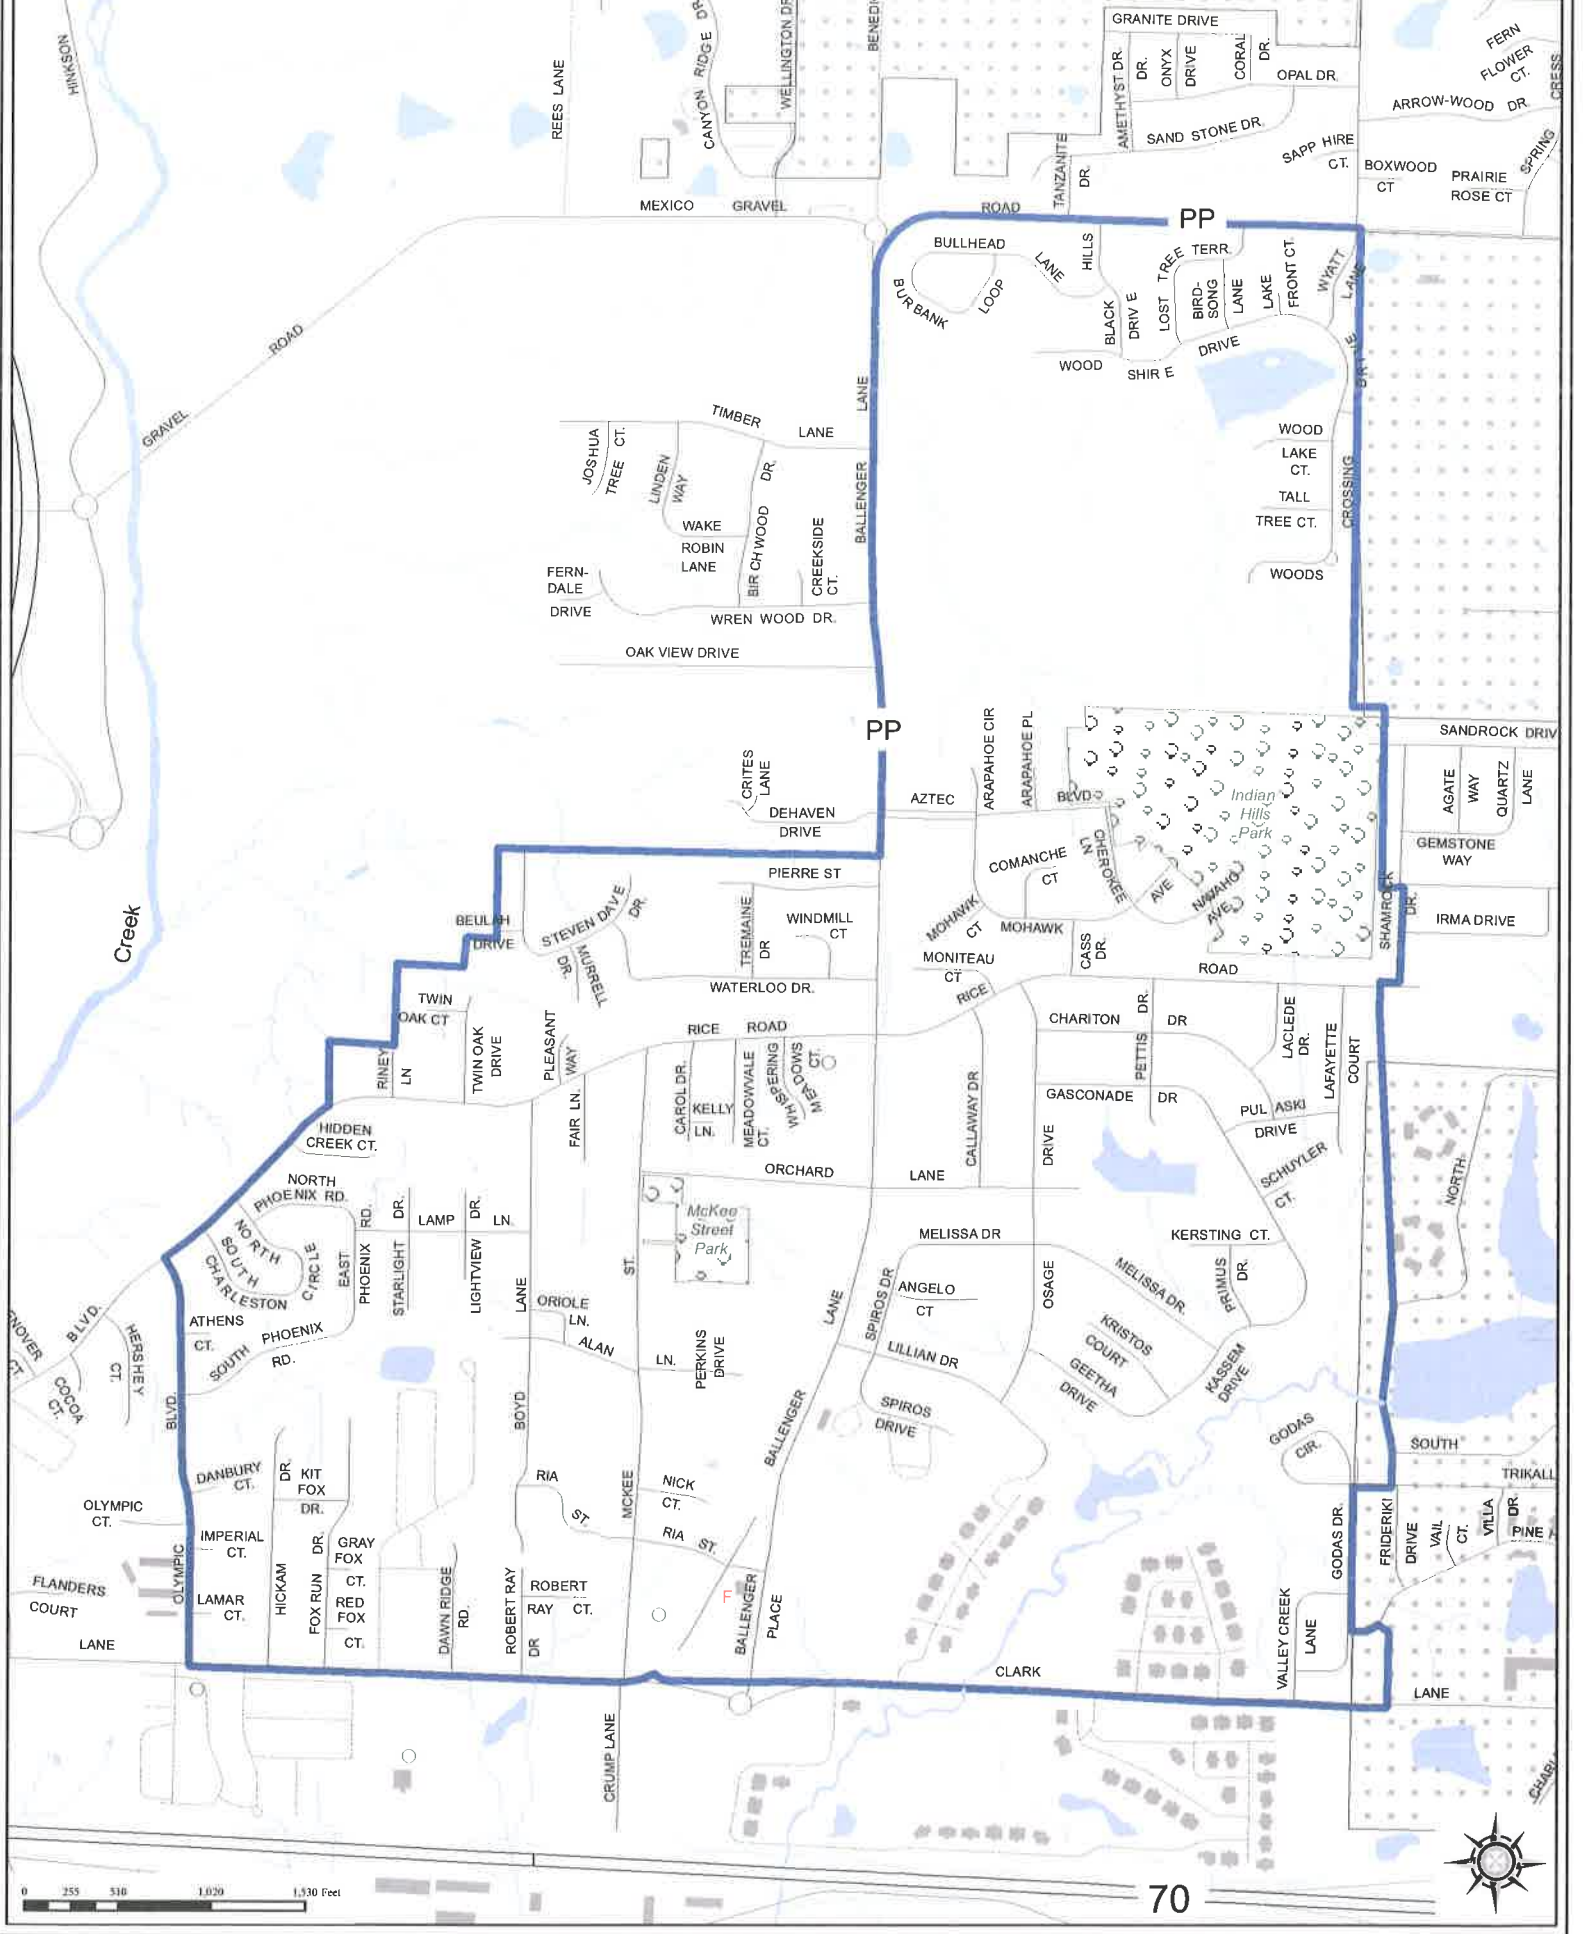 HINKSON
REES LANE
CANYON RIDGE DR
WELLINGTON DR
BENEDI
GRANITE DRIVE
AMETHYST DR.
DR.
ONYX
DRIVE
CORAL
DR.
OPAL DR.
FERN
FLOWER
CT.
CRESS
ARROW-WOOD DR.
SAND STONE DR.
SAPP HIRE
CT.
BOXWOOD
CT
PRAIRIE
ROSE CT
SPRING
TANZANITE
DR.
MEXICO GRAVEL ROAD
PP
BULLHEAD
LANE
BURBANK
LOOP
HILLS
BLACK
DRIVE
LOST TREE TERR.
BIRD-
SONG
LANE
LAKE
FRONT CT.
WYATT
LANE
WOOD
SHIRE
DRIVE
DRIVE
ROAD
GRAVEL
LANE
BALLENGER
TIMBER
LANE
JOSHUA
TREE CT.
LINDEN
WAY
BIRCHWOOD DR.
WAKE
ROBIN
LANE
CREEKSIDE
CT.
FERN-
DALE
DRIVE
WREN WOOD DR.
OAK VIEW DRIVE
WOOD
LAKE
CT.
TALL
TREE CT.
CROSSING
WOODS
PP
CRITES
LANE
DEHAVEN
DRIVE
AZTEC
ARAPAHOE CIR
ARAPAHOE PL
BLVD
Indian
Hills
Park
SANDROCK DRIV
AGATE
WAY
QUARTZ
LANE
GEMSTONE
WAY
COMANCHE
CT
CHEROKEE
LN
AVE
NAVAHO
AVE
SHAMROCK
DR.
IRMA DRIVE
PIERRE ST
STEVEN DAVE
DR.
BEULAH
DRIVE
MURRELL
DR.
TREMAINE
DR
WINDMILL
CT
MOHAWK
CT
MOHAWK
CASS
DR.
MONITEAU
CT
ROAD
Creek
WATERLOO DR.
RICE
TWIN
OAK CT
TWIN OAK
DRIVE
RINEY
LN
PLEASANT
WAY
RICE ROAD
CHARITON DR
PETTIS DR.
LACLEDE
DR.
LAFAYETTE
COURT
CAROL DR.
KELLY
LN.
MEADOWVALE
CT.
WHISPERING
MEADOWS
CT.
CALLAWAY DR
GASCONADE DR
PULASKI
DRIVE
FAIR LN.
HIDDEN
CREEK CT.
ORCHARD LANE
DRIVE
SCHUYLER
CT.
NORTH
NORTH
PHOENIX RD.
NORTH
SOUTH
CHARLESTON
CIRCLE
EAST
PHOENIX
RD.
STARLIGHT
DR.
LAMP LN.
LIGHTVIEW
DR.
McKee
Street
Park
ST.
MELISSA DR
KERSTING CT.
MELISSA DR.
PRIMUS
DR.
OSAGE
ANGELO
CT
SPIROS DR
LANE
LANE
ORIOLE
LN.
ALAN
LN.
PERKINS
DRIVE
ATHENS
CT.
SOUTH PHOENIX
RD.
BLVD.
HERSHEY
CT.
COCOA
CT.
CT
BLVD.
BOYD
LILLIAN DR
KRISTOS
COURT
GEETHA
DRIVE
KASSEM
DRIVE
SPIROS
DRIVE
BALLENGER
GODAS
CIR.
SOUTH
TRIKALL
DANBURY
CT.
DR.
KIT
FOX
DR.
RIA
ST.
MCKEE
NICK
CT.
RIA ST.
OLYMPIC
CT.
OLYMPIC
IMPERIAL
CT.
LAMAR
CT.
HICKAM
FOX RUN
DR.
GRAY
FOX
CT.
RED
FOX
CT.
DAWN RIDGE
RD.
ROBERT RAY
DR
ROBERT
RAY CT.
F
BALLENGER
PLACE
GODAS DR.
FRIDERIKI
DRIVE
VAIL
CT.
VILLA
DR.
PINE
FLANDERS
COURT
LANE
VALLEY CREEK
LANE
CLARK
LANE
CRUMP LANE
70
0 255 510 1,020 1,530 Feet